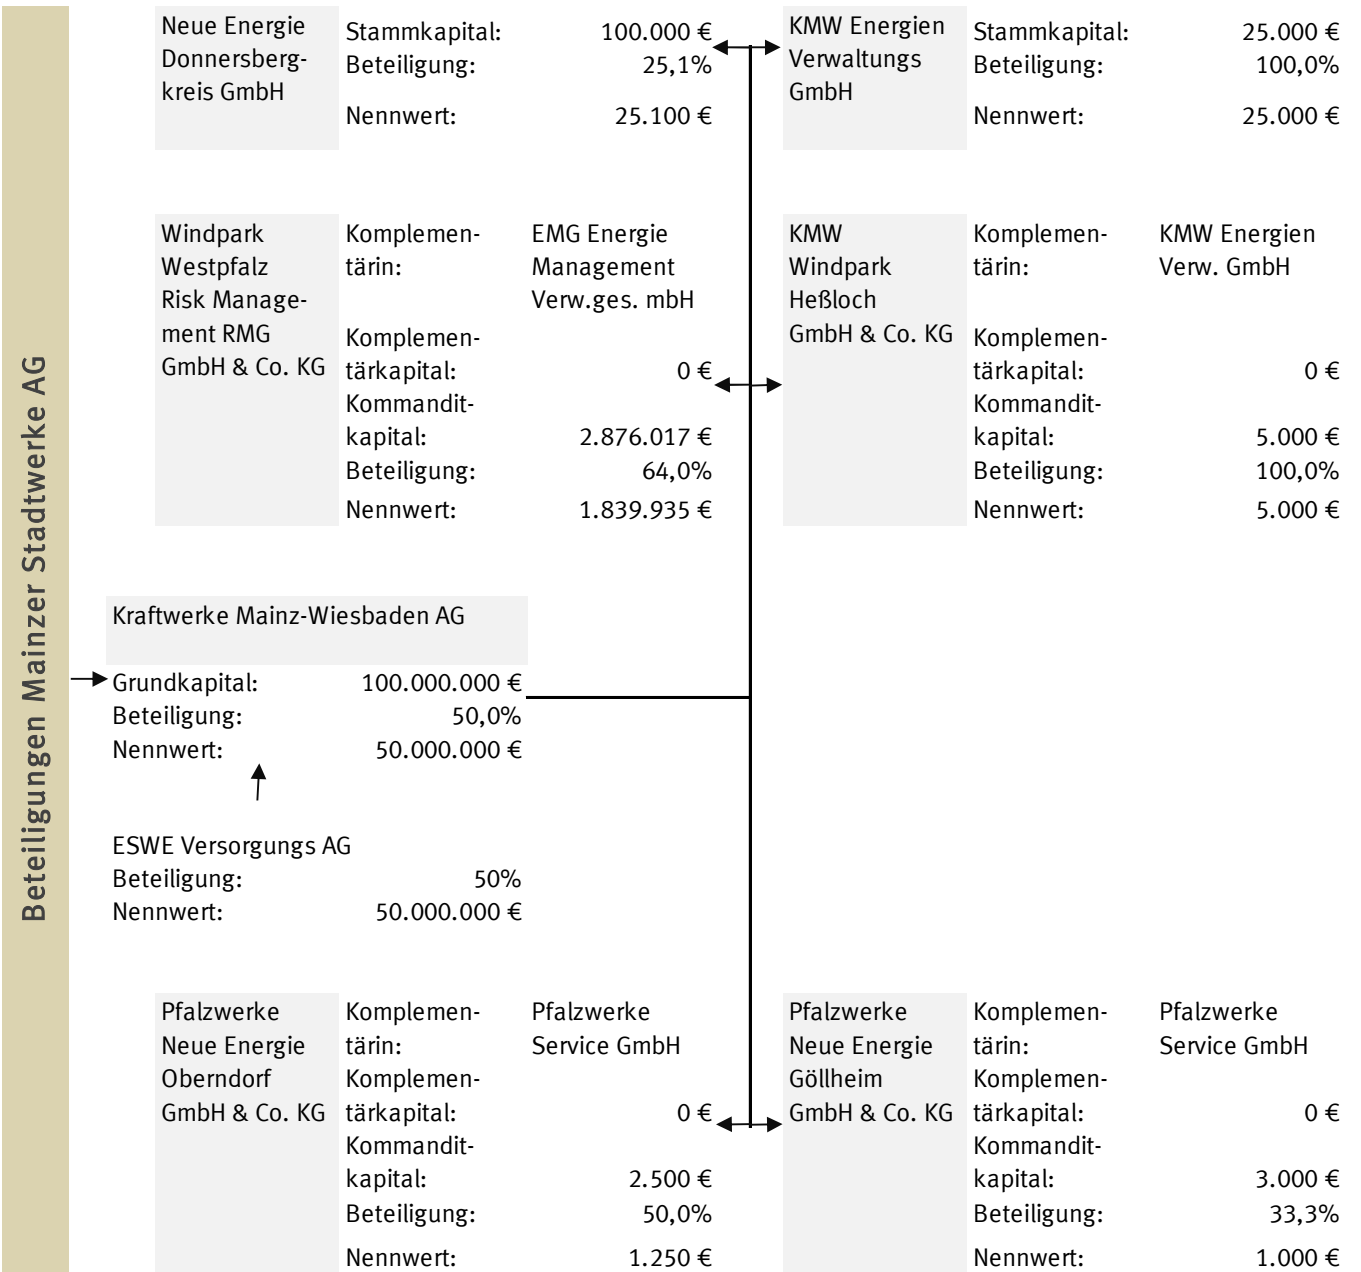 Beteiligungen Mainzer Stadtwerke AG
Neue Energie
Donnersberg-
kreis GmbH
Stammkapital: 100.000 €
Beteiligung: 25,1%
Nennwert: 25.100 €
KMW Energien
Verwaltungs
GmbH
Stammkapital: 25.000 €
Beteiligung: 100,0%
Nennwert: 25.000 €
Windpark
Westpfalz
Risk Manage-
ment RMG
GmbH & Co. KG
Komplemen- EMG Energie
tärin: Management
Verw.ges. mbH
Komplemen-
tärkapital: 0 €
Kommandit-
kapital: 2.876.017 €
Beteiligung: 64,0%
Nennwert: 1.839.935 €
KMW
Windpark
Heßloch
GmbH & Co. KG
Komplemen- KMW Energien
tärin: Verw. GmbH
Komplemen-
tärkapital: 0 €
Kommandit-
kapital: 5.000 €
Beteiligung: 100,0%
Nennwert: 5.000 €
Kraftwerke Mainz-Wiesbaden AG
Grundkapital: 100.000.000 €
Beteiligung: 50,0%
Nennwert: 50.000.000 €
ESWE Versorgungs AG
Beteiligung: 50%
Nennwert: 50.000.000 €
Pfalzwerke
Neue Energie
Oberndorf
GmbH & Co. KG
Komplemen- Pfalzwerke
tärin: Service GmbH
Komplemen-
tärkapital: 0 €
Kommandit-
kapital: 2.500 €
Beteiligung: 50,0%
Nennwert: 1.250 €
Pfalzwerke
Neue Energie
Göllheim
GmbH & Co. KG
Komplemen- Pfalzwerke
tärin: Service GmbH
Komplemen-
tärkapital: 0 €
Kommandit-
kapital: 3.000 €
Beteiligung: 33,3%
Nennwert: 1.000 €